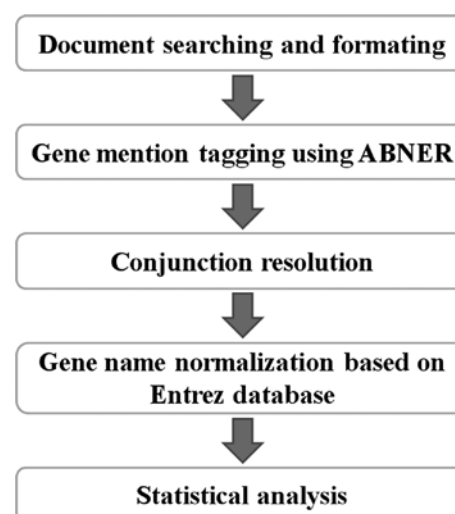 Document searching and formating
Gene mention tagging using ABNER
Conjunction resolution
Gene name normalization based on
Entrez database
Statistical analysis